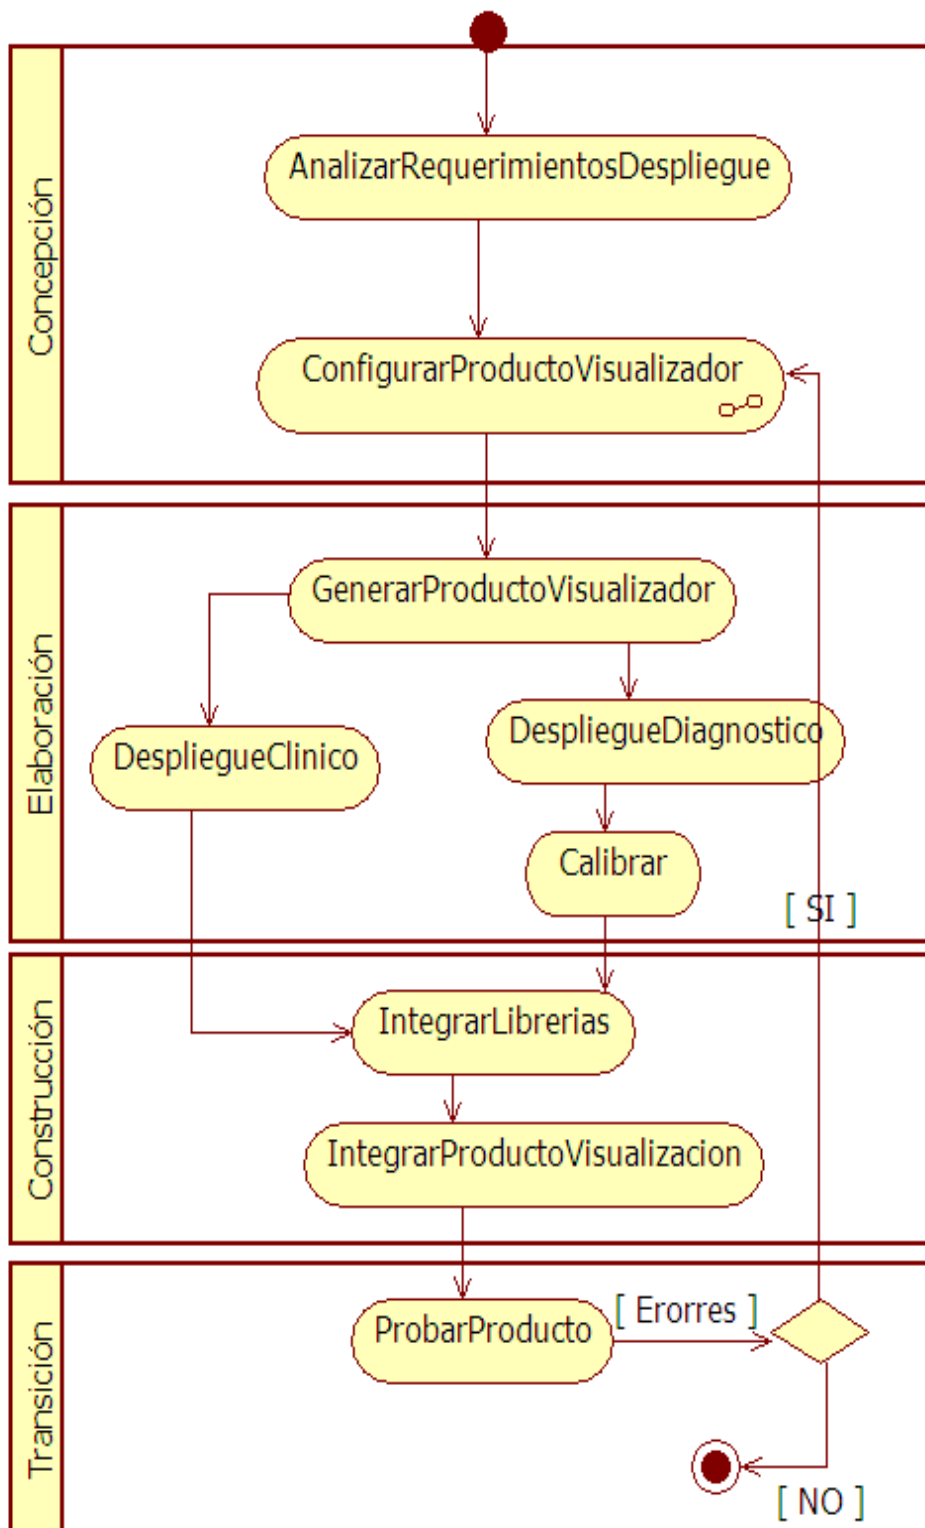 Concepción
AnalizarRequerimientosDespliegue
ConfigurarProductoVisualizador
Elaboración
GenerarProductoVisualizador
DespliegueClinico
DespliegueDiagnostico
Calibrar
[ SI ]
Construcción
IntegrarLibrerias
IntegrarProductoVisualizacion
Transición
ProbarProducto
[ Erorres ]
[ NO ]